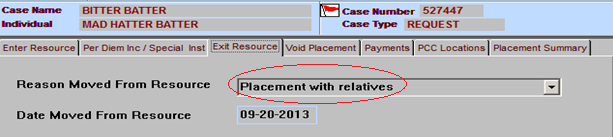 Case Name BITTER BATTER Case Number 527447
Individual MAD HATTER BATTER Case Type REQUEST
Enter Resource Per Diem Inc / Special Inst Exit Resource Void Placement Payments PCC Locations Placement Summary
Reason Moved From Resource Placement with relatives
Date Moved From Resource 09-20-2013